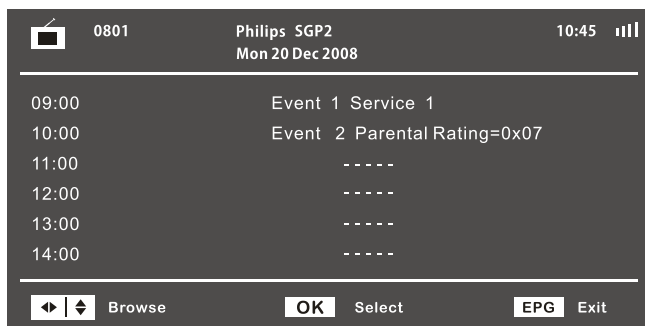 0801 Philips SGP2 10:45
Mon 20 Dec 2008
09:00 Event 1 Service 1
10:00 Event 2 Parental Rating=0x07
11:00 -----
12:00 -----
13:00 -----
14:00 -----
Browse OK Select EPG Exit